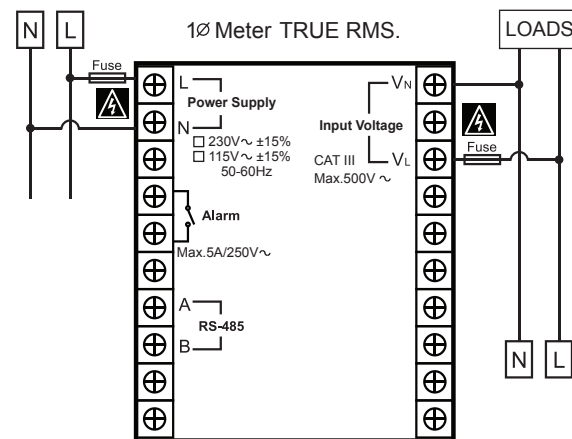 N L
1Ø Meter TRUE RMS.
LOADS
Fuse
L
Power Supply
N
□ 230V~ ±15%
□ 115V~ ±15%
50-60Hz
VN
Input Voltage
VL
CAT III
Max.500V ~
Fuse
Alarm
Max.5A/250V~
A
RS-485
B
N L